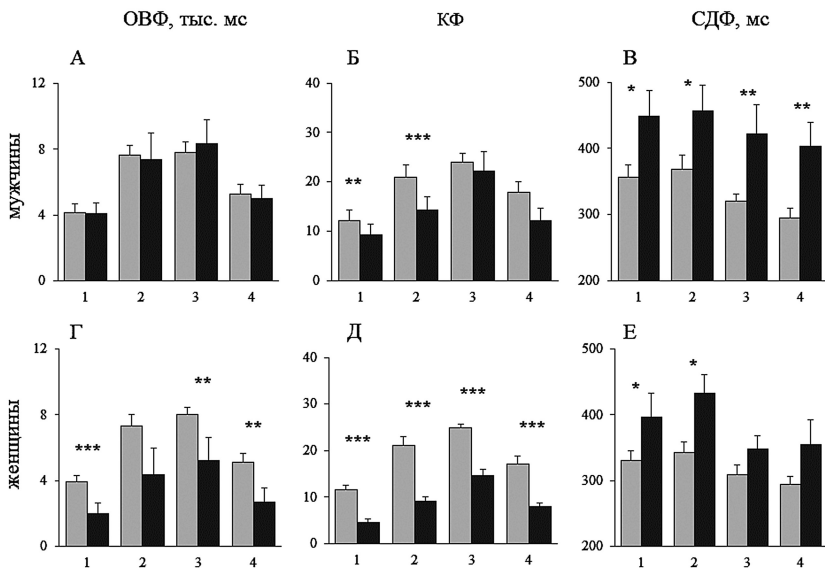 ОВФ, тыс. мс КФ СДФ, мс
А Б В
мужчины
12 8 4 0
1 2 3 4
40 30 20 10 0
** ***
1 2 3 4
500 400 300 200
* * ** **
1 2 3 4
Г Д Е
женщины
12 8 4 0
*** ** **
1 2 3 4
40 30 20 10 0
*** *** *** ***
1 2 3 4
500 400 300 200
* *
1 2 3 4